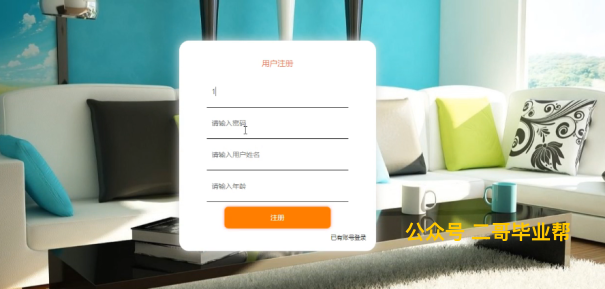 用户注册
1
请输入密码
请输入用户姓名
请输入年龄
注册
已有账号登录
公众号 二哥毕业帮